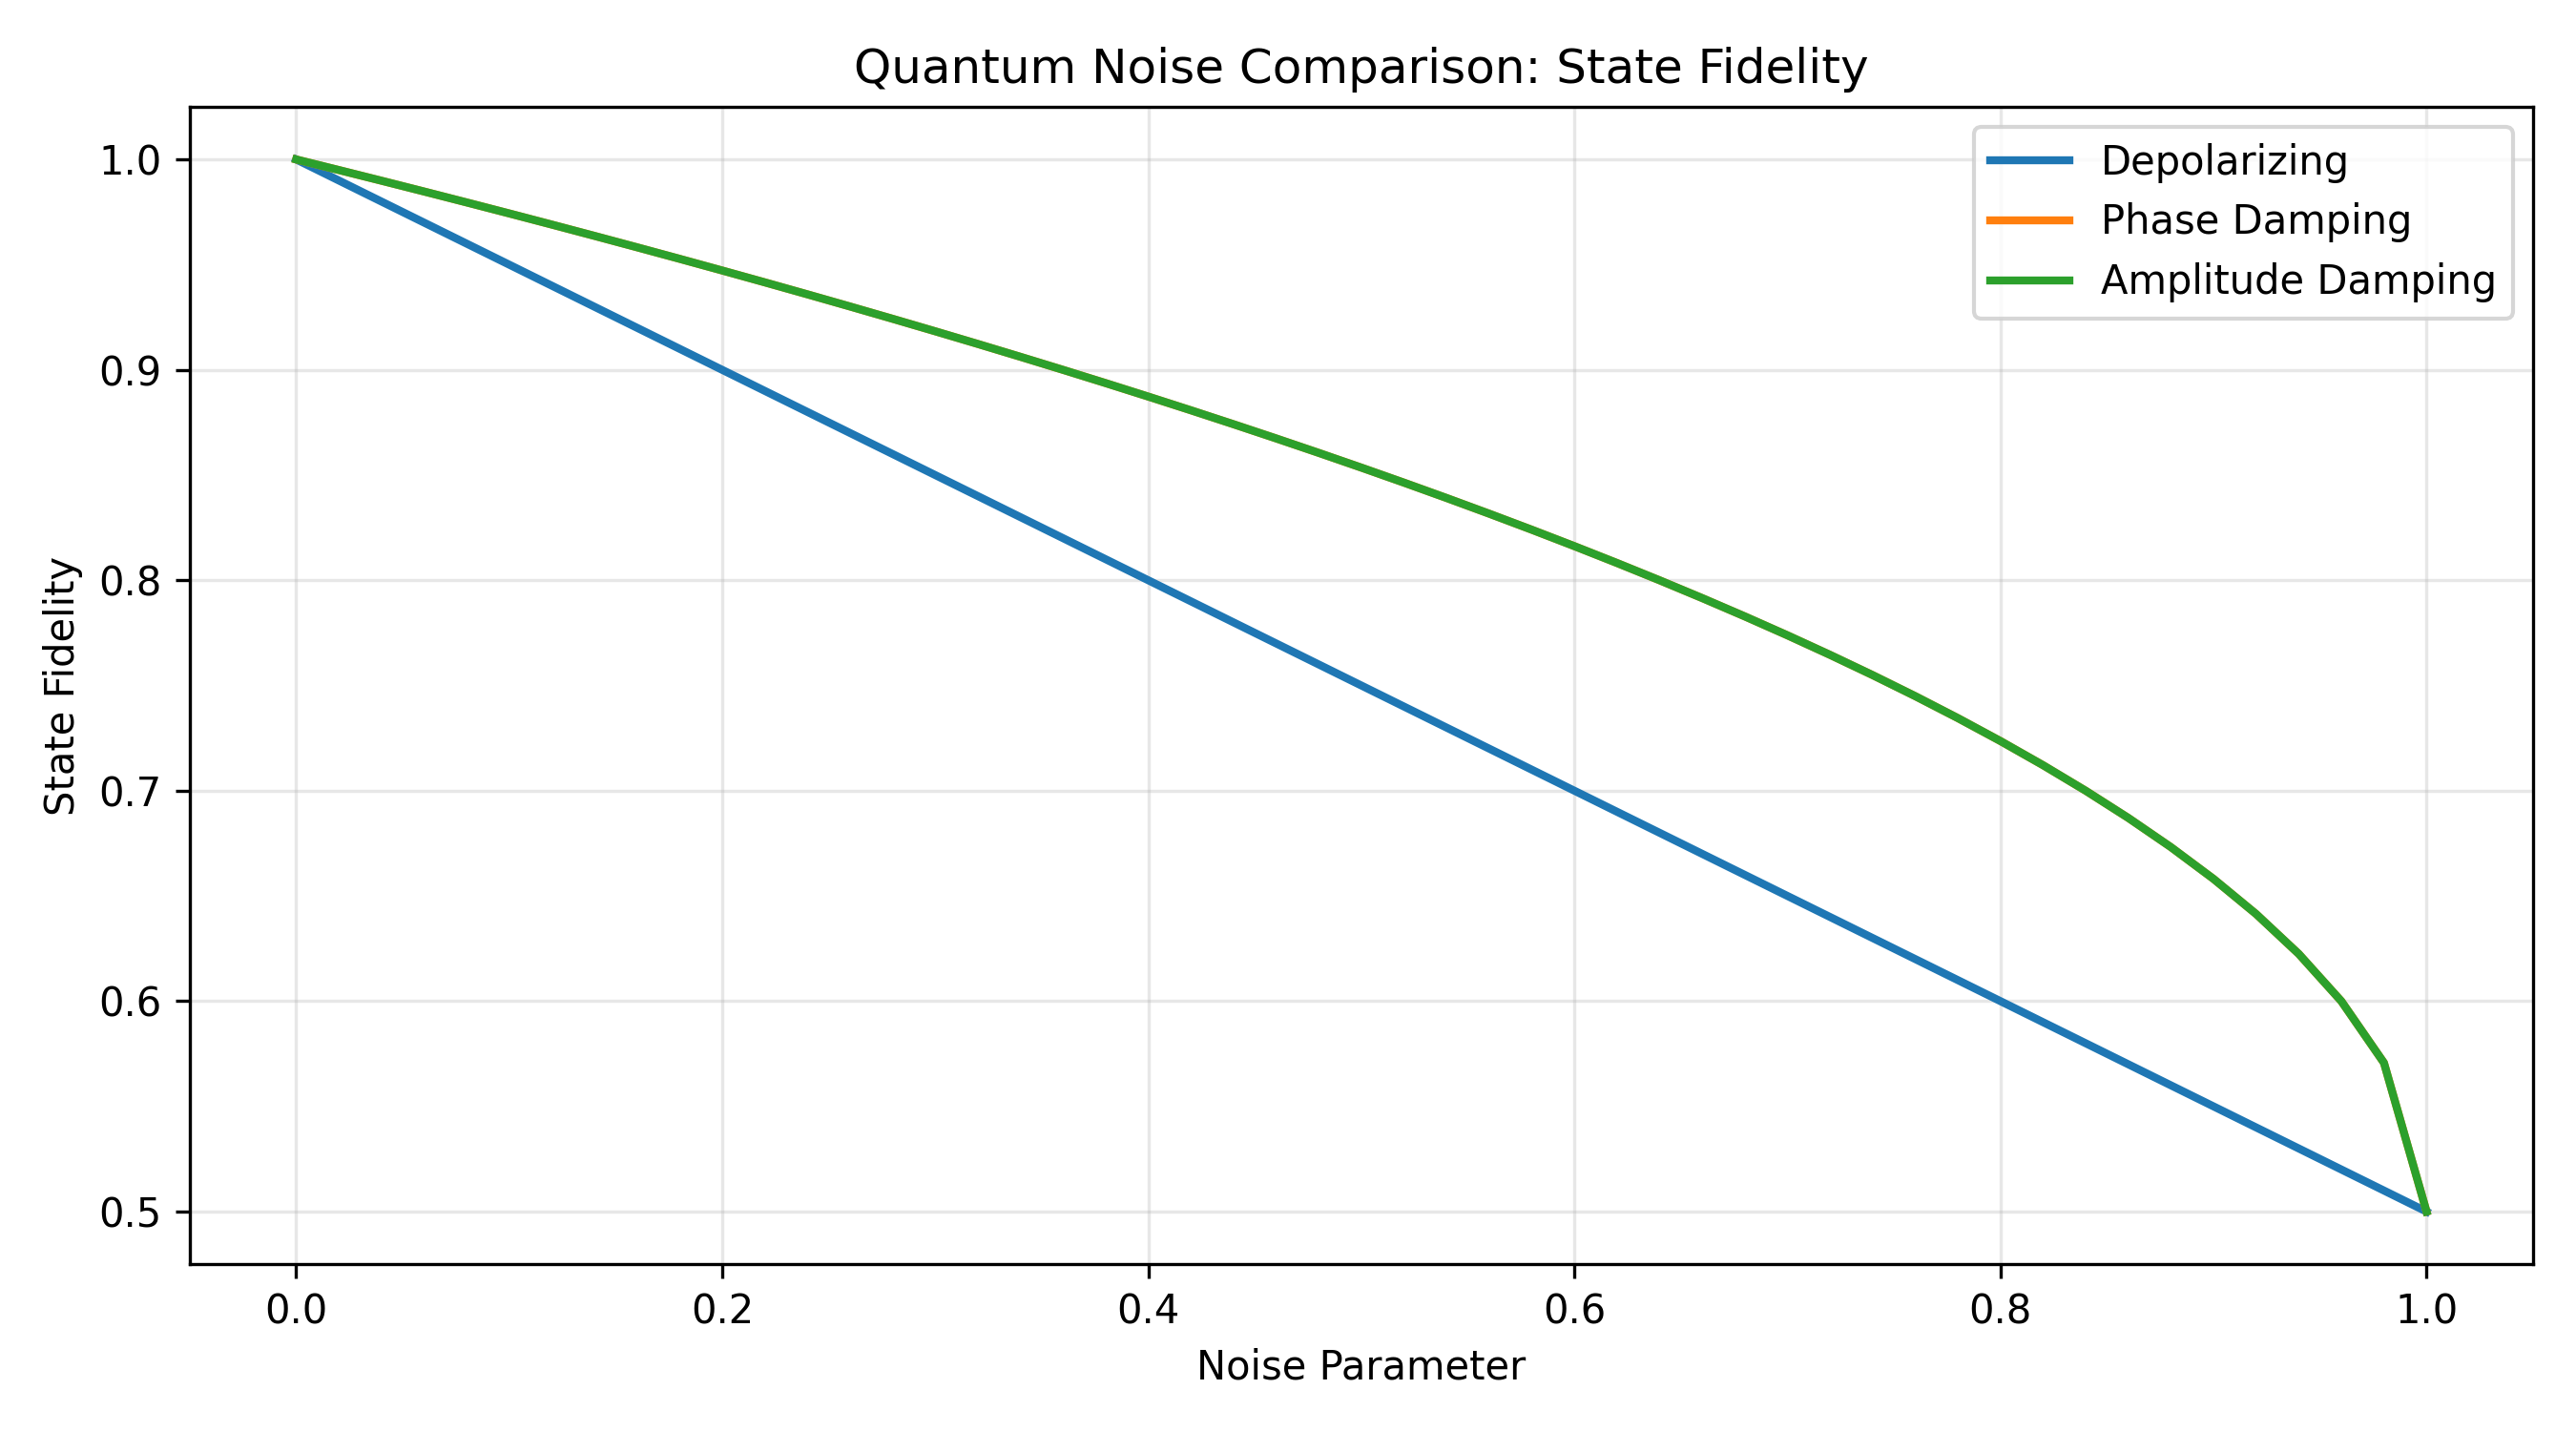 Quantum Noise Comparison: State Fidelity
Depolarizing
Phase Damping
Amplitude Damping
State Fidelity
1.0
0.9
0.8
0.7
0.6
0.5
0.0 0.2 0.4 0.6 0.8 1.0
Noise Parameter